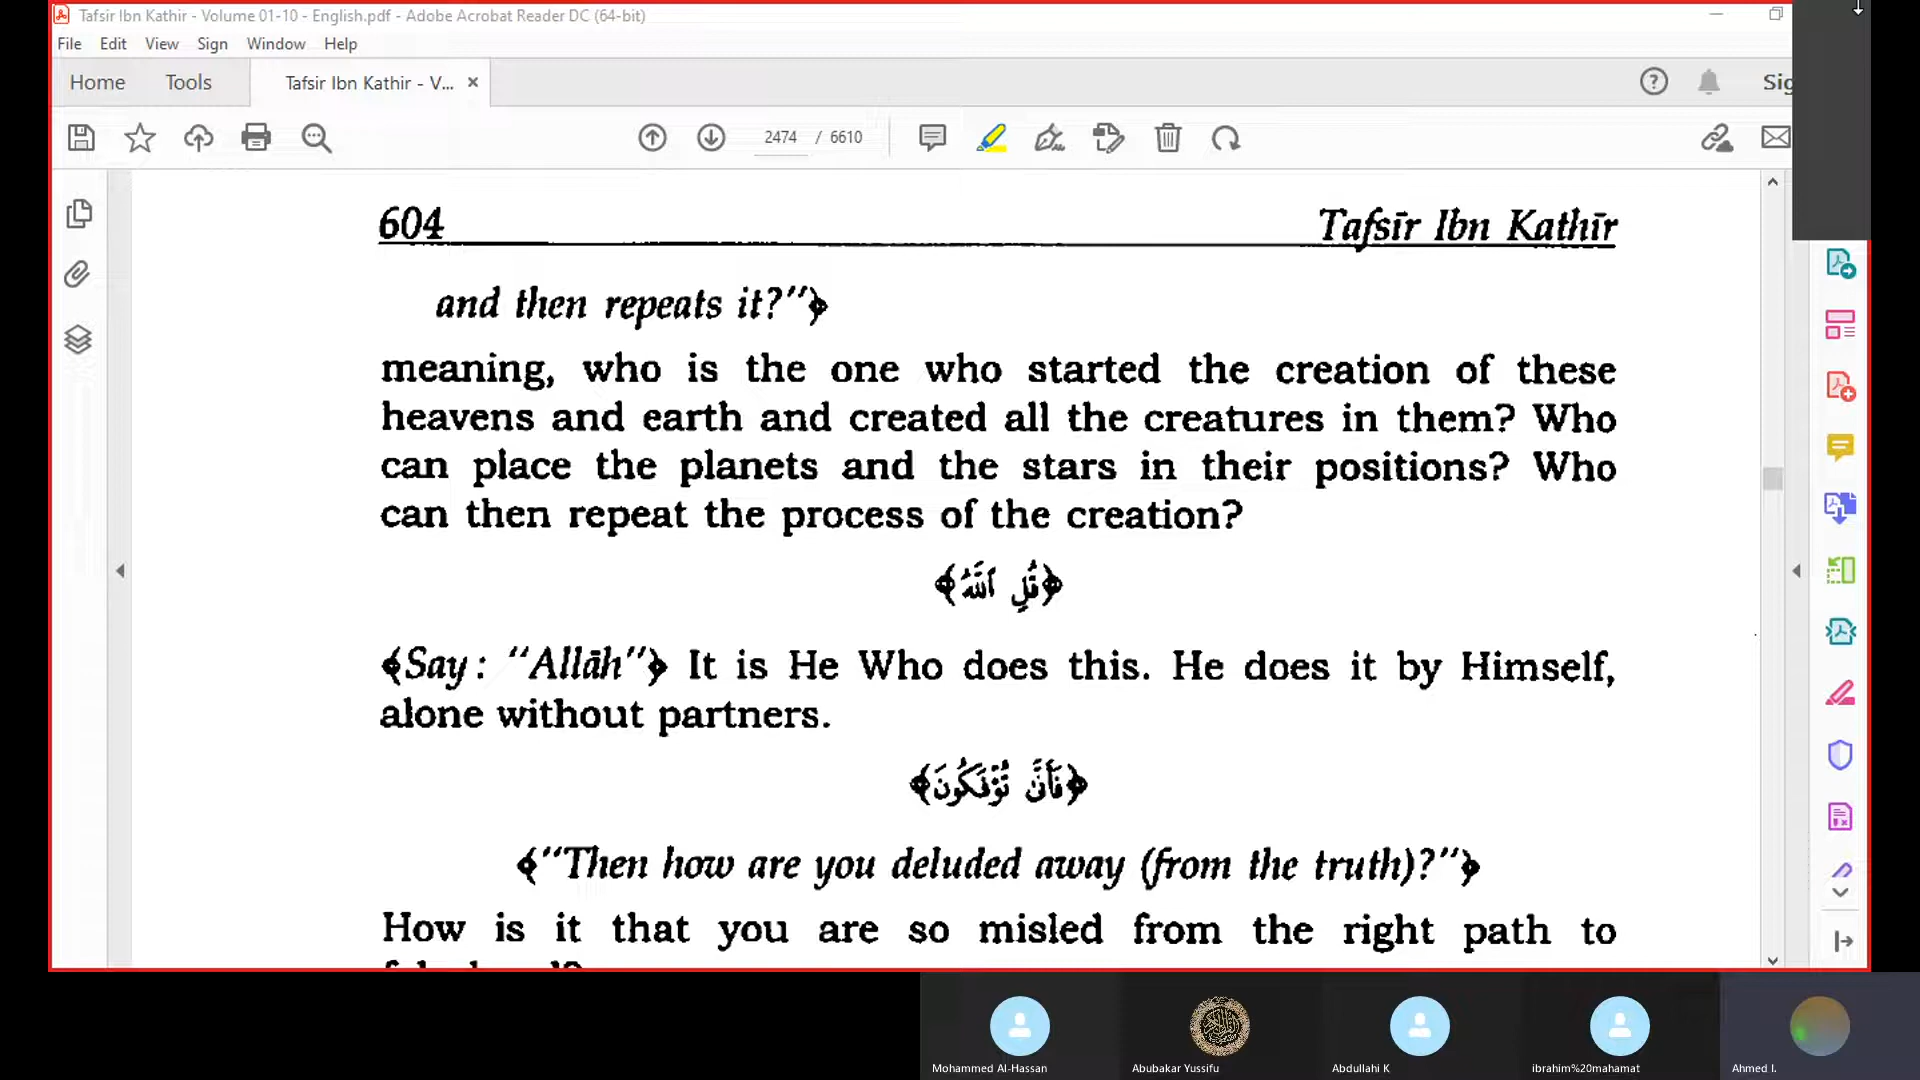 Tafsir Ibn Kathir - Volume 01-10 - English.pdf - Adobe Acrobat Reader DC (64-bit)
File Edit View Sign Window Help
Home Tools Tafsir Ibn Kathir - V... × Sig
2474 / 6610
604 Tafsīr Ibn Kathīr
and then repeats it?"﴿
meaning, who is the one who started the creation of these
heavens and earth and created all the creatures in them? Who
can place the planets and the stars in their positions? Who
can then repeat the process of the creation?
﴿قُلِ ٱللَّهُ﴾
﴾Say: "Allāh"﴿ It is He Who does this. He does it by Himself,
alone without partners.
﴿فَأَنَّىٰ تُؤْفَكُونَ﴾
﴾"Then how are you deluded away (from the truth)?"﴿
How is it that you are so misled from the right path to
Mohammed Al-Hassan Abubakar Yussifu Abdullahi K ibrahim%20mahamat Ahmed I.